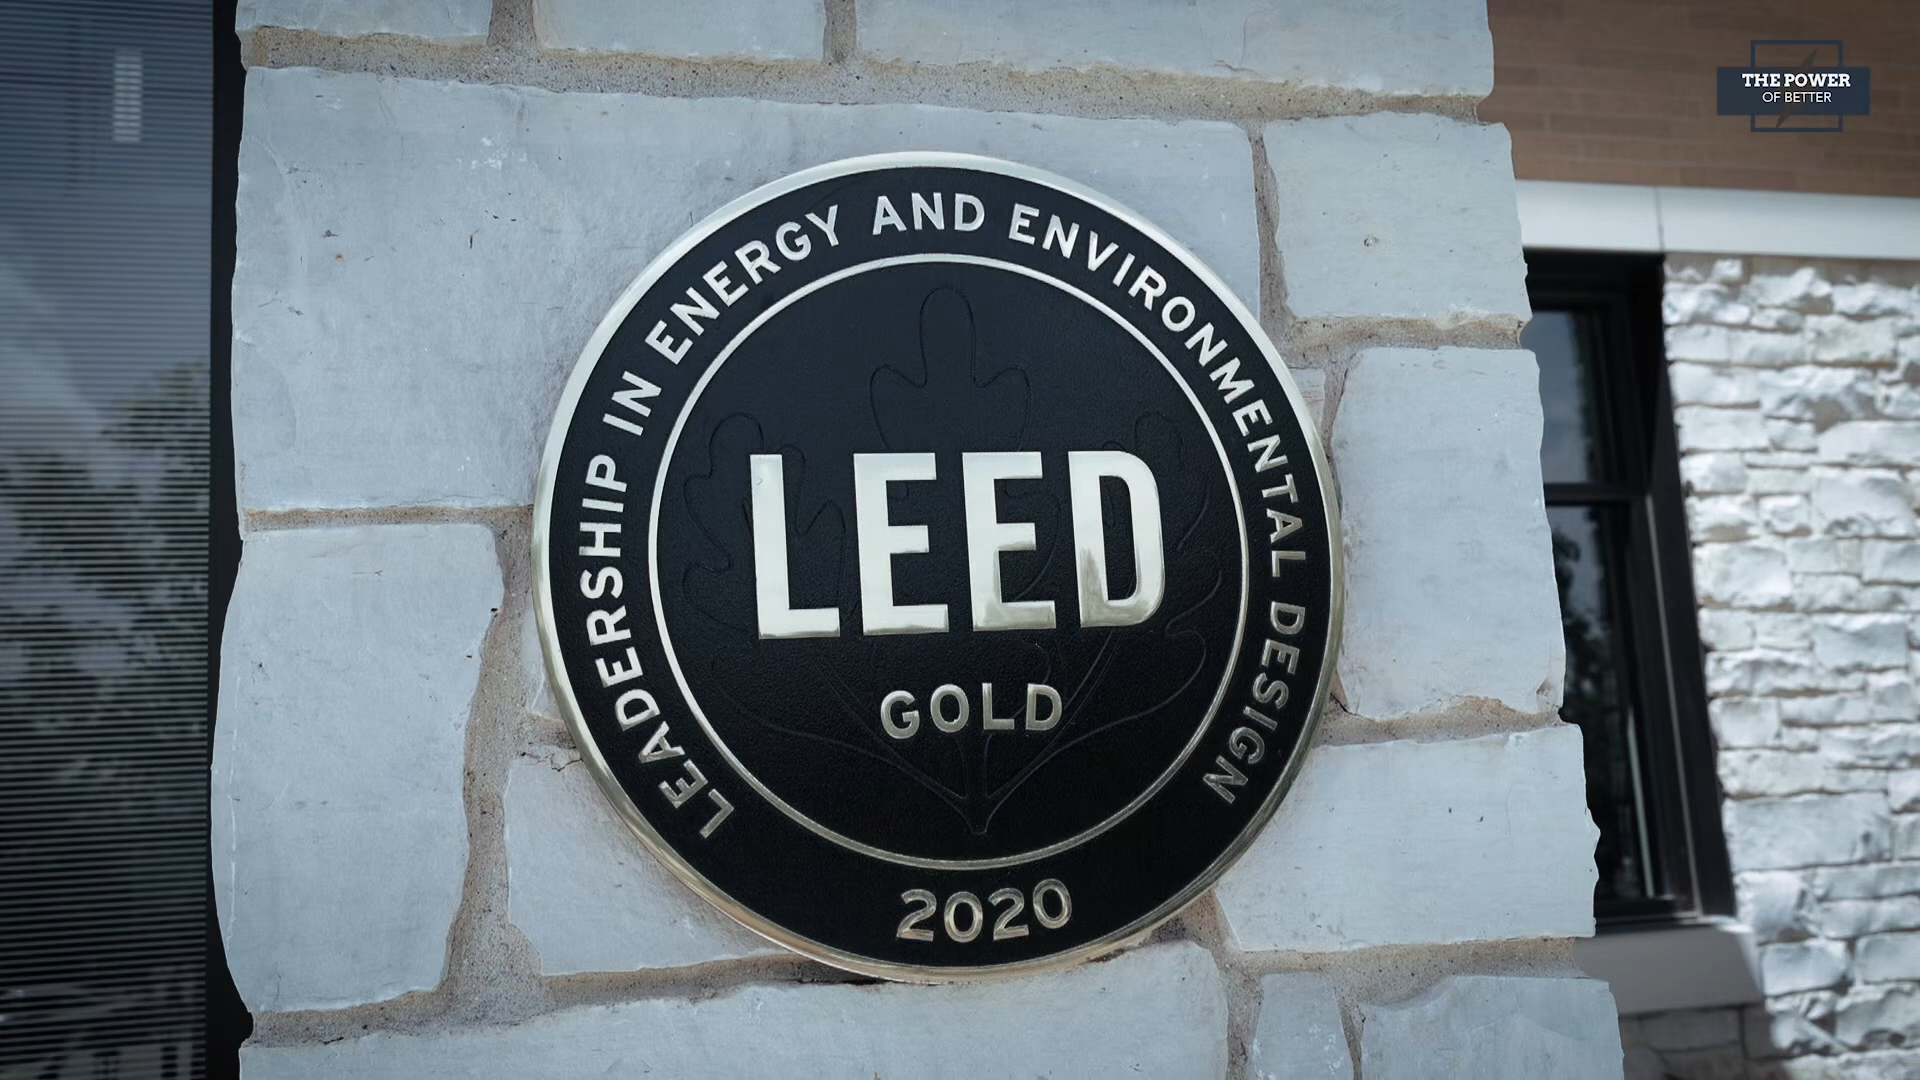 THE POWER
OF BETTER
LEADERSHIP IN ENERGY AND ENVIRONMENTAL DESIGN
LEED
GOLD
2020